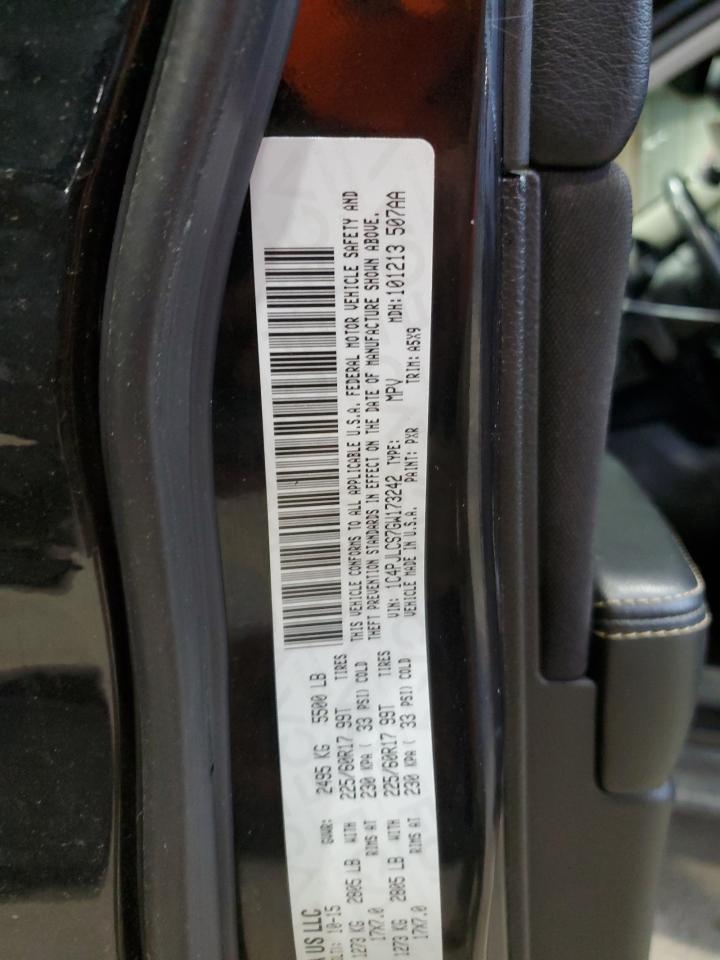 A US LLC
10-15 GVWR: 2495 KG 5500 LB
1273 KG 2805 LB WITH 225/60R17 99T TIRES
17X7.0 RIMS AT 230 KPA ( 33 PSI) COLD
1273 KG 2805 LB WITH 225/60R17 99T TIRES
17X7.0 RIMS AT 230 KPA ( 33 PSI) COLD
THIS VEHICLE CONFORMS TO ALL APPLICABLE U.S.A. FEDERAL MOTOR VEHICLE SAFETY AND
THEFT PREVENTION STANDARDS IN EFFECT ON THE DATE OF MANUFACTURE SHOWN ABOVE.
VIN: 1C4PJLCS7GW173242 TYPE: MPV MDH: 101213 507AA
VEHICLE MADE IN U.S.A. PAINT: PXR TRIM: A5X9